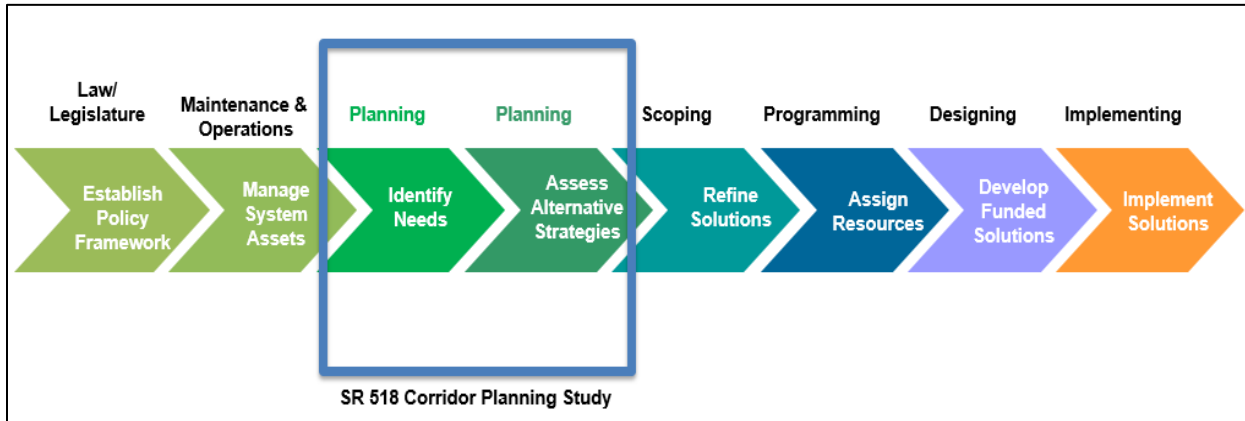 Law/
Legislature
Maintenance &
Operations
Planning
Planning
Scoping
Programming
Designing
Implementing
Establish
Policy
Framework
Manage
System
Assets
Identify
Needs
Assess
Alternative
Strategies
Refine
Solutions
Assign
Resources
Develop
Funded
Solutions
Implement
Solutions
SR 518 Corridor Planning Study